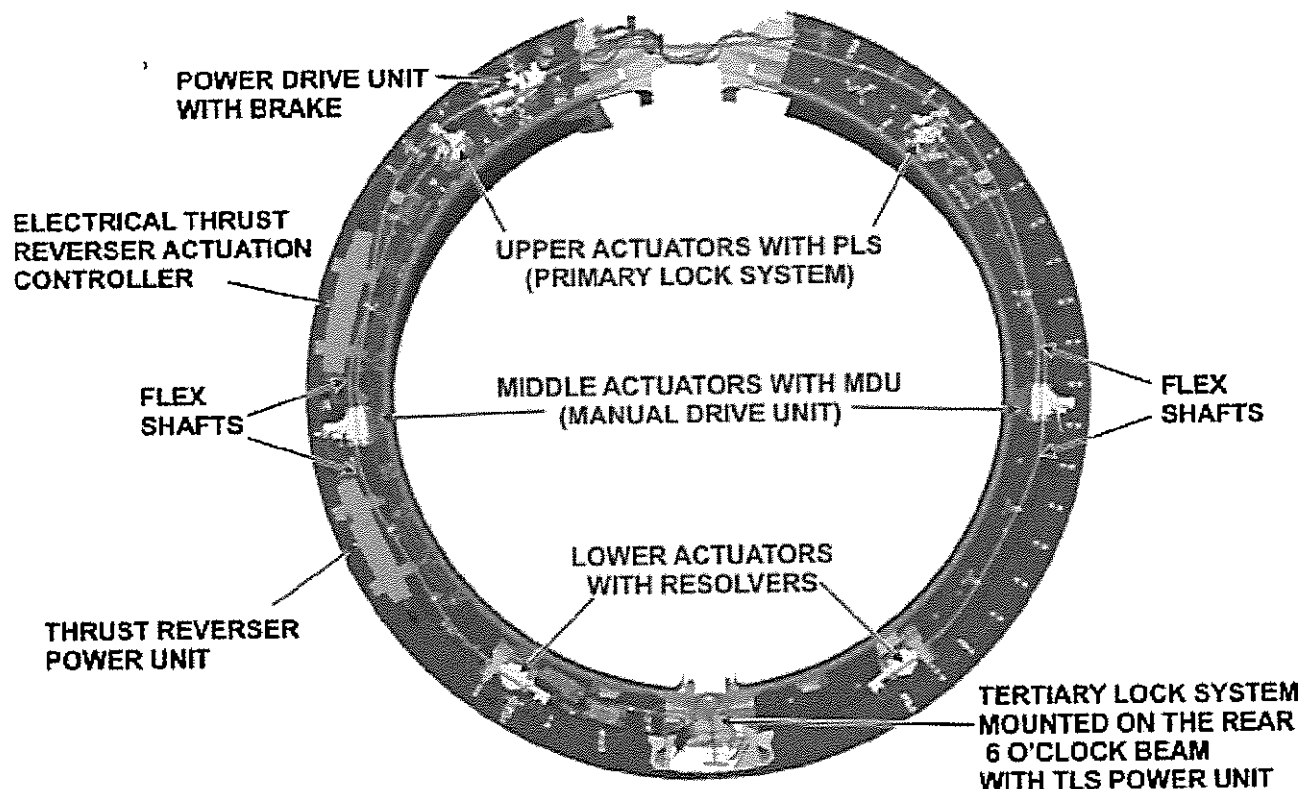 POWER DRIVE UNIT
WITH BRAKE
ELECTRICAL THRUST
REVERSER ACTUATION
CONTROLLER
UPPER ACTUATORS WITH PLS
(PRIMARY LOCK SYSTEM)
FLEX
SHAFTS
MIDDLE ACTUATORS WITH MDU
(MANUAL DRIVE UNIT)
FLEX
SHAFTS
LOWER ACTUATORS
WITH RESOLVERS
THRUST REVERSER
POWER UNIT
TERTIARY LOCK SYSTEM
MOUNTED ON THE REAR
6 O'CLOCK BEAM
WITH TLS POWER UNIT